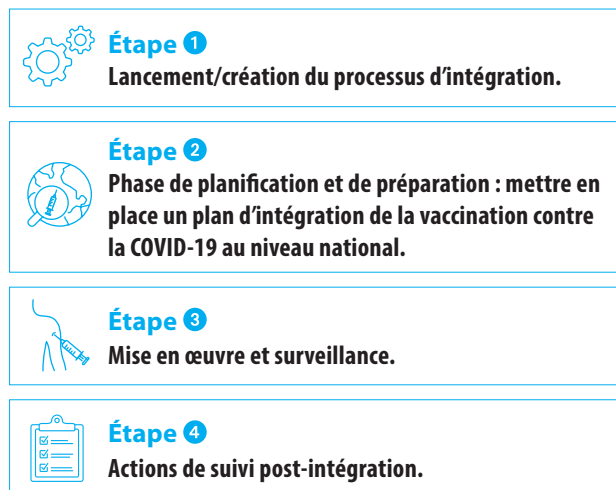 Étape 1
Lancement/création du processus d’intégration.
Étape 2
Phase de planification et de préparation : mettre en
place un plan d’intégration de la vaccination contre
la COVID-19 au niveau national.
Étape 3
Mise en œuvre et surveillance.
Étape 4
Actions de suivi post-intégration.